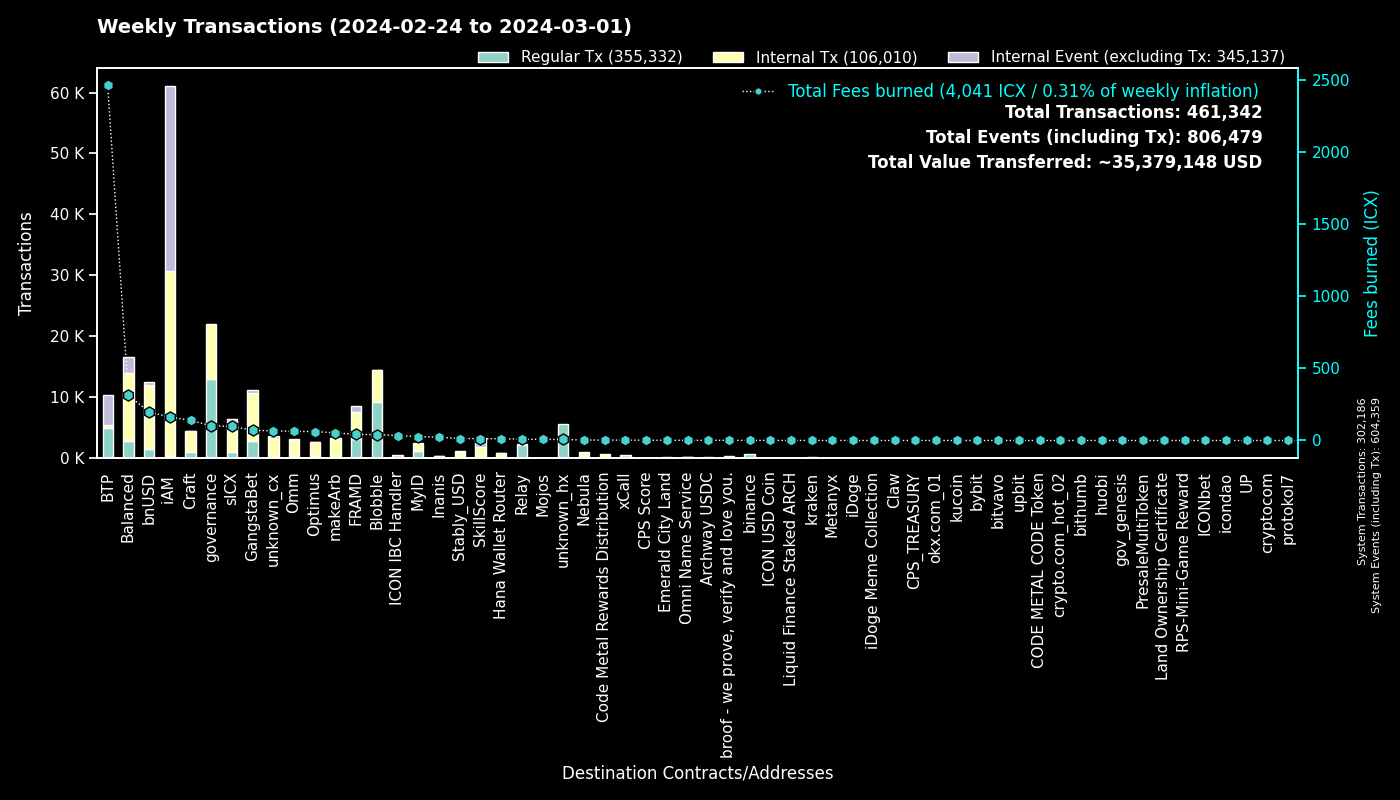 Weekly Transactions (2024-02-24 to 2024-03-01)
Regular Tx (355,332)
Internal Tx (106,010)
Internal Event (excluding Tx: 345,137)
Total Fees burned (4,041 ICX / 0.31% of weekly inflation)
Total Transactions: 461,342
Total Events (including Tx): 806,479
Total Value Transferred: ~35,379,148 USD
Transactions
60 K
50 K
40 K
30 K
20 K
10 K
0 K
2500
2000
1500
1000
500
0
Fees burned (ICX)
System Transactions: 302,186
System Events (including Tx): 604,359
BTP
Balanced
bnUSD
iAM
Craft
governance
sICX
GangstaBet
unknown_cx
Omm
Optimus
makeArb
FRAMD
Blobble
ICON IBC Handler
MyID
Inanis
Stably_USD
SkillScore
Hana Wallet Router
Relay
Mojos
unknown_hx
Nebula
Code Metal Rewards Distribution
xCall
CPS Score
Emerald City Land
Omni Name Service
Archway USDC
broof - we prove, verify and love you.
binance
ICON USD Coin
Liquid Finance Staked ARCH
kraken
Metanyx
iDoge
iDoge Meme Collection
Claw
CPS_TREASURY
okx.com_01
kucoin
bybit
bitvavo
upbit
CODE METAL CODE Token
crypto.com_hot_02
bithumb
huobi
gov_genesis
PresaleMultiToken
Land Ownership Certificate
RPS-Mini-Game Reward
ICONbet
icondao
UP
cryptocom
protokol7
Destination Contracts/Addresses